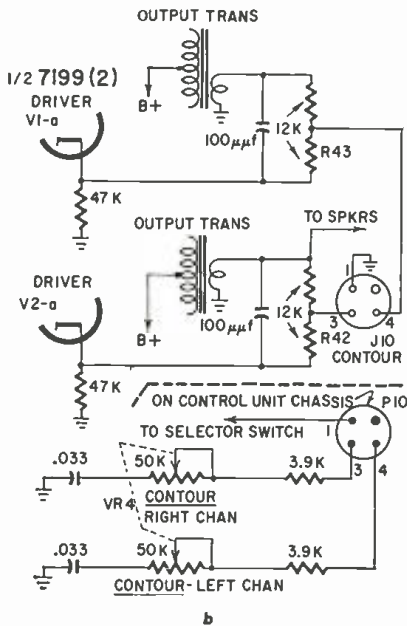 OUTPUT TRANS
1/2 7199 (2)
DRIVER
V1-a
B+
100µµf
12K
R43
47 K
OUTPUT TRANS
TO SPKRS
DRIVER
V2-a
B+
100µµf
12K
R42
1
3
4
J10
CONTOUR
47K
ON CONTROL UNIT CHASSIS
P10
TO SELECTOR SWITCH
1
3
4
.033
50K
3.9K
VR4
CONTOUR
RIGHT CHAN
.033
50K
3.9K
CONTOUR-LEFT CHAN
b